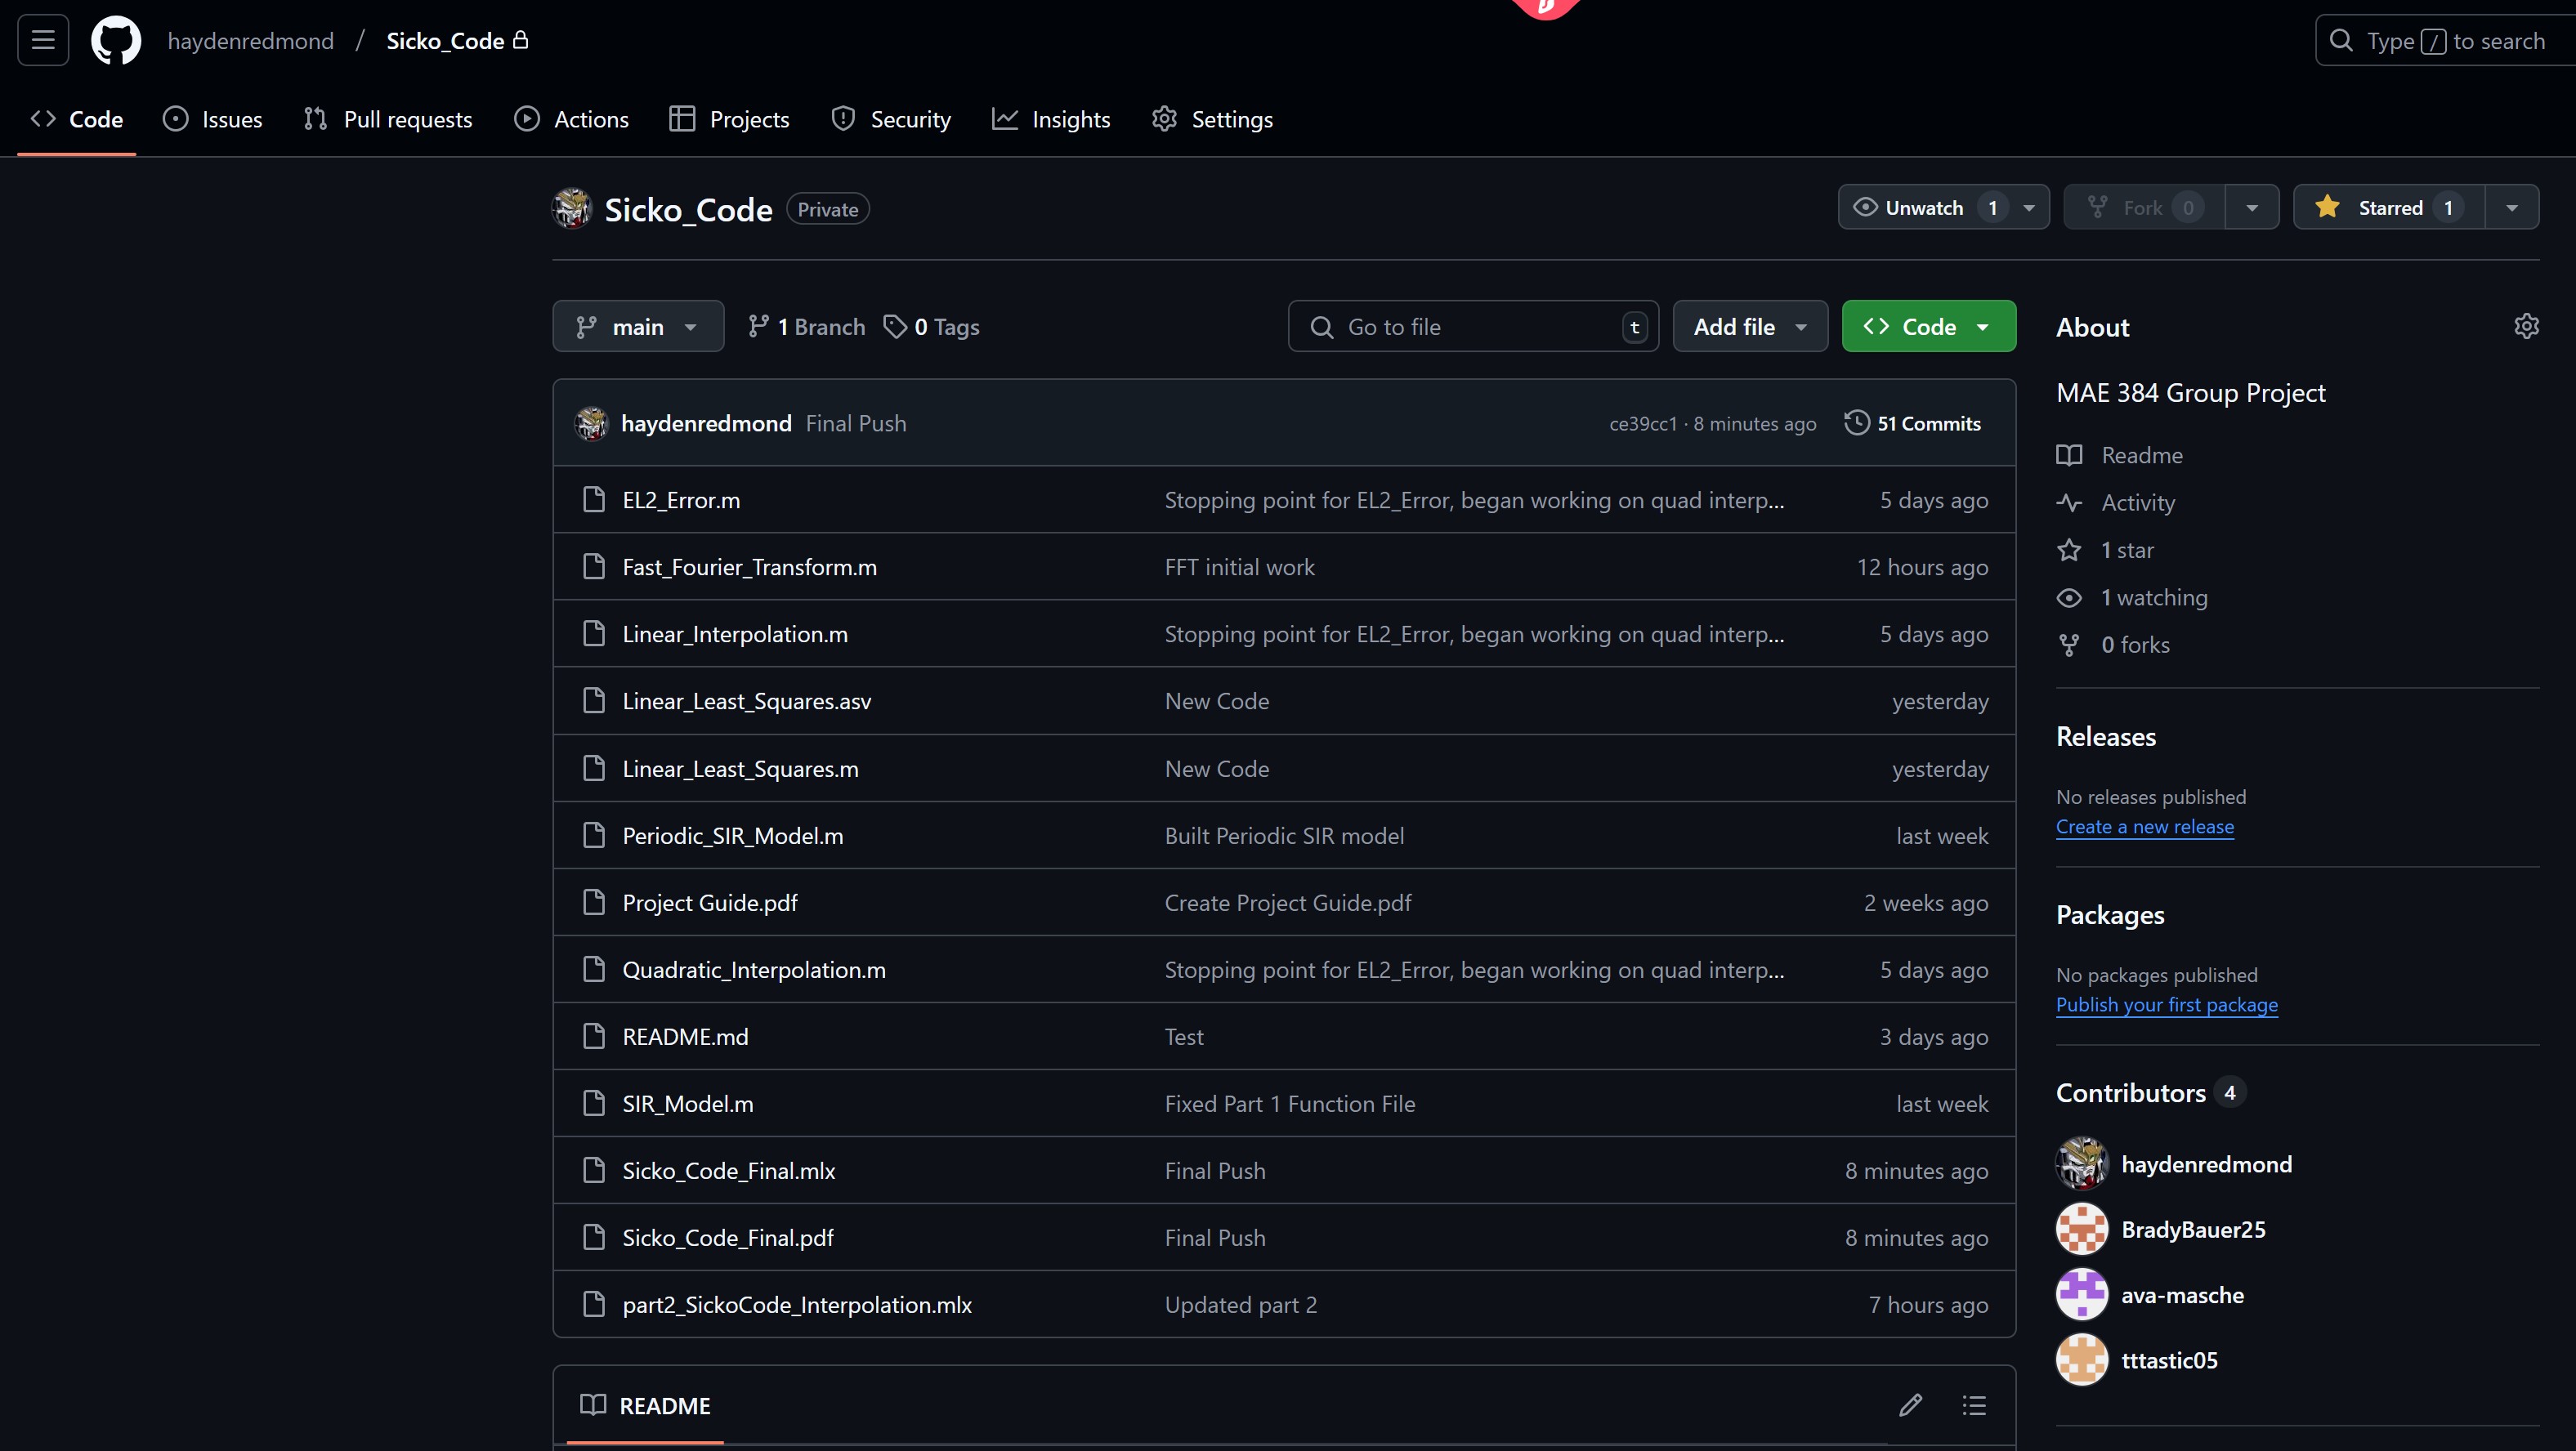 haydenredmond / Sicko_Code
Type / to search
Code Issues Pull requests Actions Projects Security Insights Settings
Sicko_Code Private
Unwatch 1 Fork 0 Starred 1
main 1 Branch 0 Tags Go to file t Add file Code
haydenredmond Final Push ce39cc1 · 8 minutes ago 51 Commits
EL2_Error.m Stopping point for EL2_Error, began working on quad interp... 5 days ago
Fast_Fourier_Transform.m FFT initial work 12 hours ago
Linear_Interpolation.m Stopping point for EL2_Error, began working on quad interp... 5 days ago
Linear_Least_Squares.asv New Code yesterday
Linear_Least_Squares.m New Code yesterday
Periodic_SIR_Model.m Built Periodic SIR model last week
Project Guide.pdf Create Project Guide.pdf 2 weeks ago
Quadratic_Interpolation.m Stopping point for EL2_Error, began working on quad interp... 5 days ago
README.md Test 3 days ago
SIR_Model.m Fixed Part 1 Function File last week
Sicko_Code_Final.mlx Final Push 8 minutes ago
Sicko_Code_Final.pdf Final Push 8 minutes ago
part2_SickoCode_Interpolation.mlx Updated part 2 7 hours ago
README
About
MAE 384 Group Project
Readme
Activity
1 star
1 watching
0 forks
Releases
No releases published
Create a new release
Packages
No packages published
Publish your first package
Contributors 4
haydenredmond
BradyBauer25
ava-masche
tttastic05